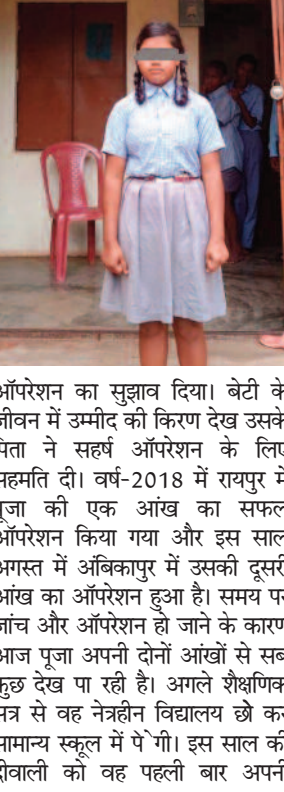 ऑपरेशन का सुझाव दिया। बेटी के
जीवन में उम्मीद की किरण देख उसके
पिता ने सहर्ष ऑपरेशन के लिए
सहमति दी। वर्ष-2018 में रायपुर में
पूजा की एक आंख का सफल
ऑपरेशन किया गया और इस साल
अगस्त में अंबिकापुर में उसकी दूसरी
आंख का ऑपरेशन हुआ है। समय पर
जांच और ऑपरेशन हो जाने के कारण
आज पूजा अपनी दोनों आंखों से सब
कुछ देख पा रही है। अगले शैक्षणिक
सत्र से वह नेत्रहीन विद्यालय छो कर
सामान्य स्कूल में पे गी। इस साल की
दीवाली को वह पहली बार अपनी